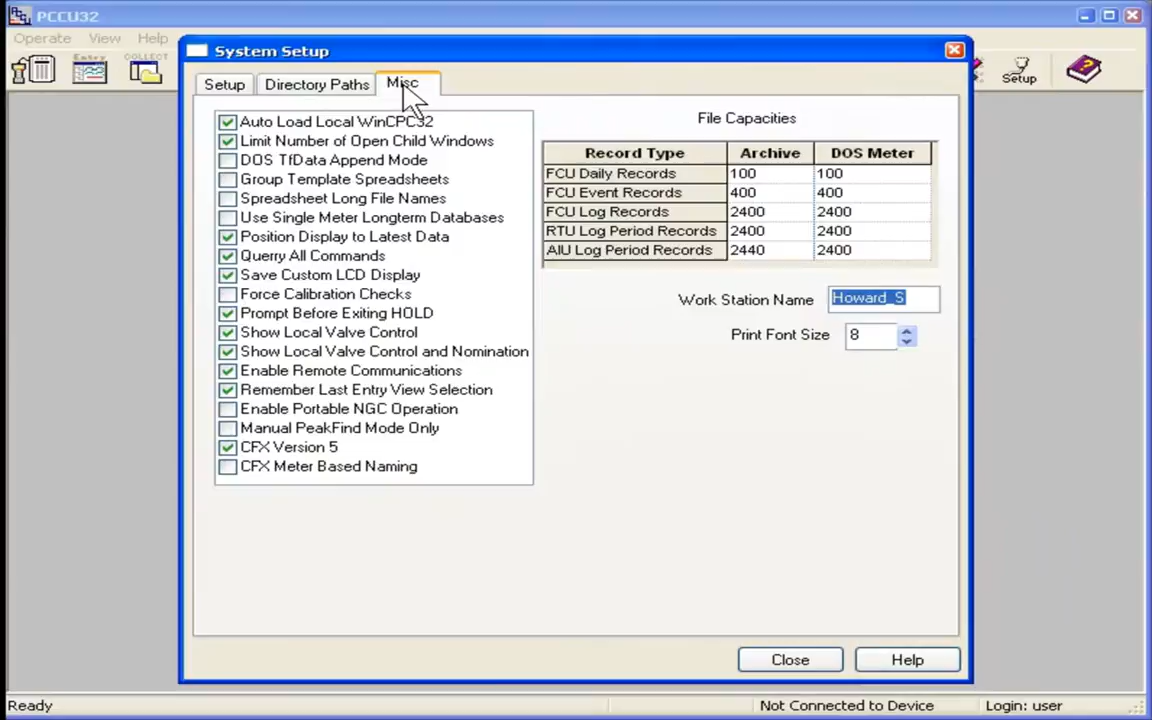 PCCU32
Operate View Help
Entry
COLLECT
Setup
System Setup
Setup Directory Paths Misc
Auto Load Local WinCPC32
Limit Number of Open Child Windows
DOS TfData Append Mode
Group Template Spreadsheets
Spreadsheet Long File Names
Use Single Meter Longterm Databases
Position Display to Latest Data
Querry All Commands
Save Custom LCD Display
Force Calibration Checks
Prompt Before Exiting HOLD
Show Local Valve Control
Show Local Valve Control and Nomination
Enable Remote Communications
Remember Last Entry View Selection
Enable Portable NGC Operation
Manual PeakFind Mode Only
CFX Version 5
CFX Meter Based Naming
File Capacities
Record Type Archive DOS Meter
FCU Daily Records 100 100
FCU Event Records 400 400
FCU Log Records 2400 2400
RTU Log Period Records 2400 2400
AIU Log Period Records 2440 2400
Work Station Name Howard_S
Print Font Size 8
Close Help
Ready Not Connected to Device Login: user